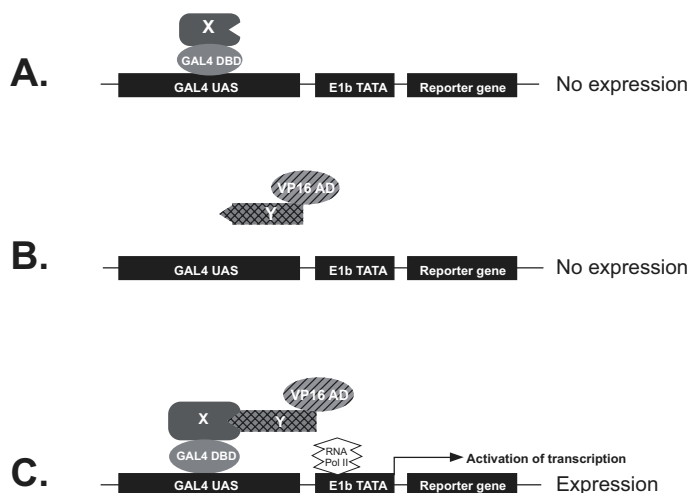 X
GAL4 DBD
A.
GAL4 UAS E1b TATA Reporter gene No expression
VP16 AD
Y
B.
GAL4 UAS E1b TATA Reporter gene No expression
VP16 AD
X Y
RNA
Pol II
GAL4 DBD
Activation of transcription
C.
GAL4 UAS E1b TATA Reporter gene Expression